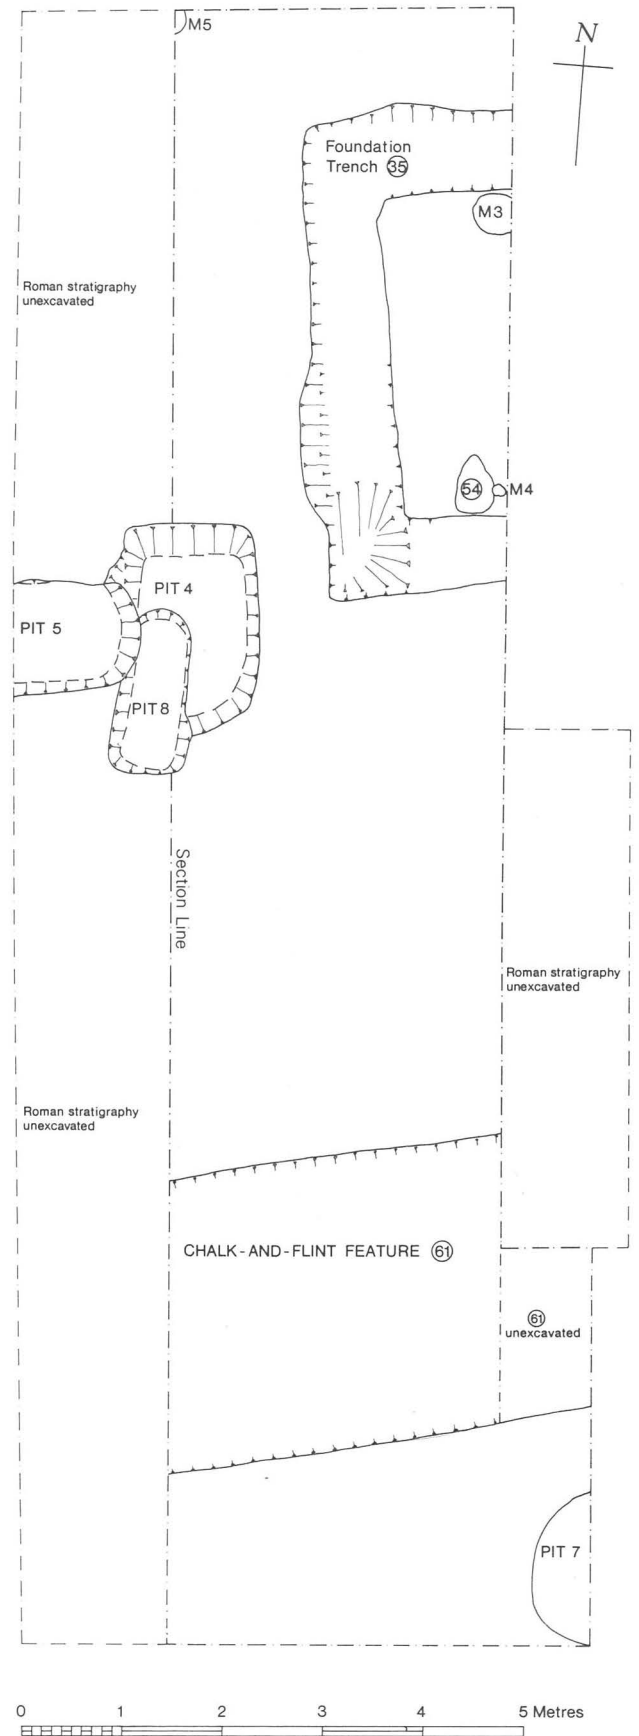 M5
N
Foundation
Trench 35
M3
Roman stratigraphy
unexcavated
54
M4
PIT 4
PIT 5
PIT 8
Section Line
Roman stratigraphy
unexcavated
Roman stratigraphy
unexcavated
CHALK-AND-FLINT FEATURE 61
61
unexcavated
PIT 7
0 1 2 3 4 5 Metres